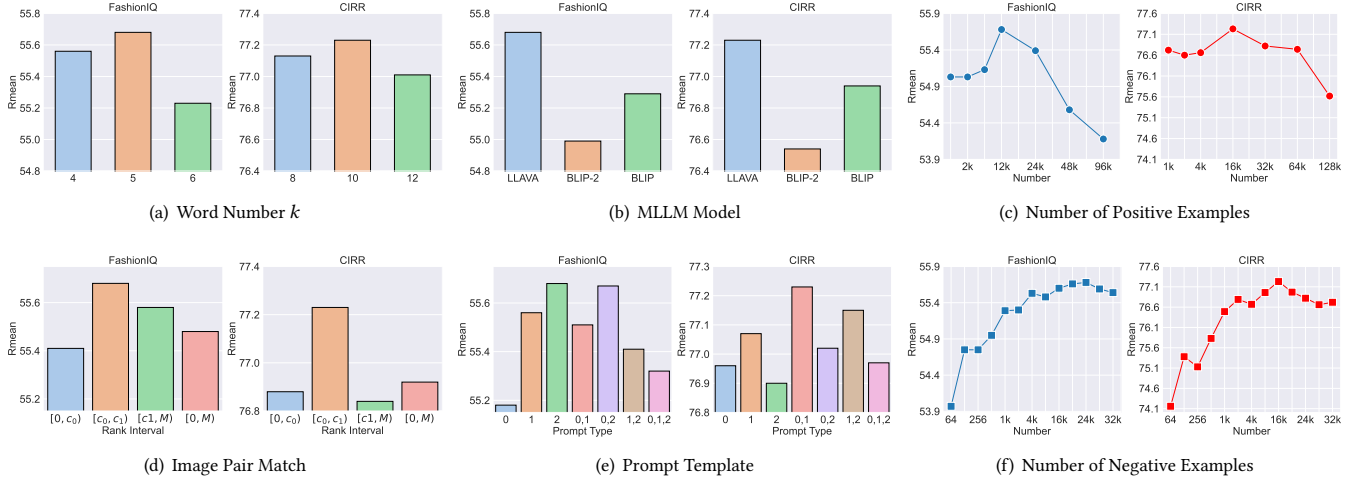 FashionIQ
Rmean
55.8
55.6
55.4
55.2
55.0
54.8
4 5 6
CIRR
Rmean
77.4
77.2
77.0
76.8
76.6
76.4
8 10 12
(a) Word Number k
FashionIQ
Rmean
55.8
55.6
55.4
55.2
55.0
54.8
LLAVA BLIP-2 BLIP
CIRR
Rmean
77.4
77.2
77.0
76.8
76.6
76.4
LLAVA BLIP-2 BLIP
(b) MLLM Model
FashionIQ
Rmean
55.9
55.4
54.9
54.4
53.9
2k 12k 24k 48k 96k
Number
CIRR
Rmean
77.6
77.1
76.6
76.1
75.6
75.1
74.6
74.1
1k 4k 16k 32k 64k 128k
Number
(c) Number of Positive Examples
FashionIQ
Rmean
55.6
55.4
55.2
[0, c₀) [c₀, c₁) [c1, M) [0, M)
Rank Interval
CIRR
Rmean
77.4
77.2
77.0
76.8
[0, c₀) [c₀, c₁) [c1, M) [0, M)
Rank Interval
(d) Image Pair Match
FashionIQ
Rmean
55.6
55.4
55.2
0 1 2 0,1 0,2 1,2 0,1,2
Prompt Type
CIRR
Rmean
77.3
77.2
77.1
77.0
76.9
76.8
0 1 2 0,1 0,2 1,2 0,1,2
Prompt Type
(e) Prompt Template
FashionIQ
Rmean
55.9
55.4
54.9
54.4
53.9
64 256 1k 4k 16k 24k 32k
Number
CIRR
Rmean
77.6
77.1
76.6
76.1
75.6
75.1
74.6
74.1
64 256 1k 4k 16k 24k 32k
Number
(f) Number of Negative Examples